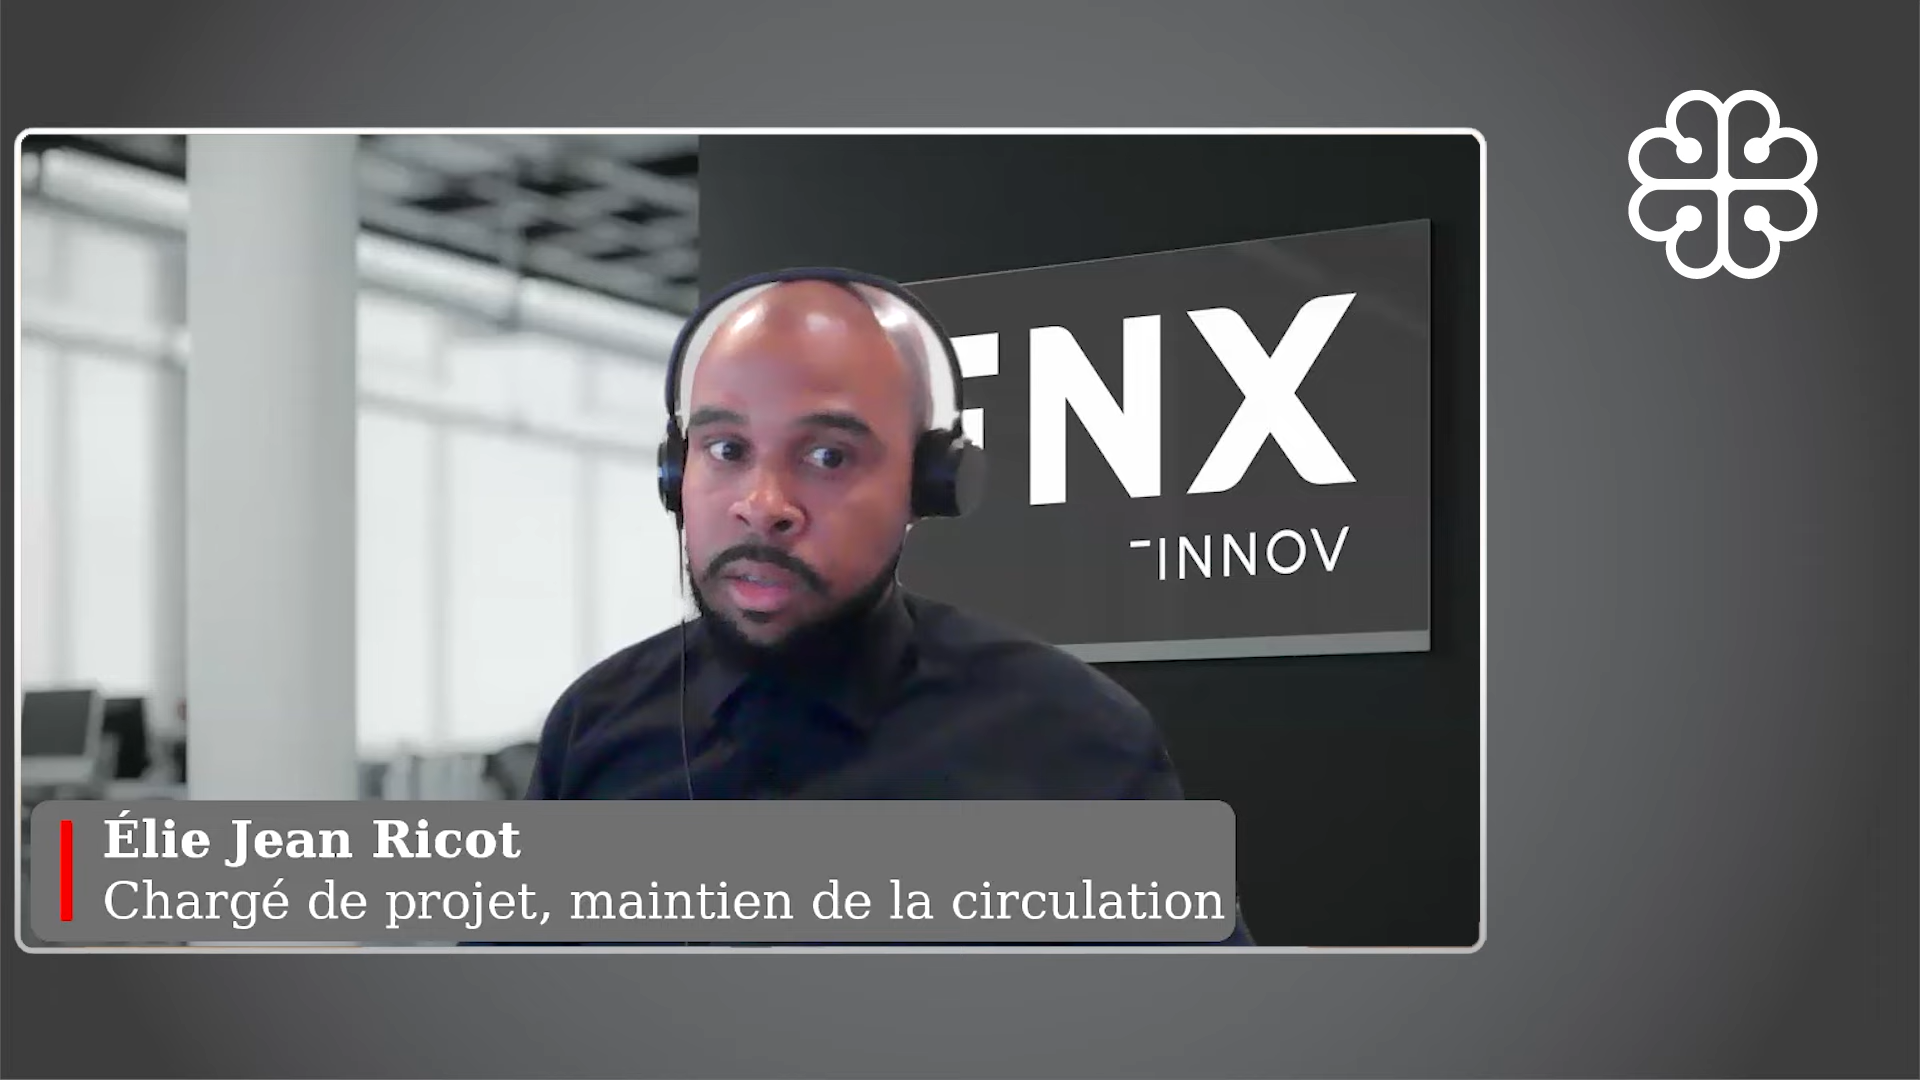 FNX
-INNOV
Élie Jean Ricot
Chargé de projet, maintien de la circulation